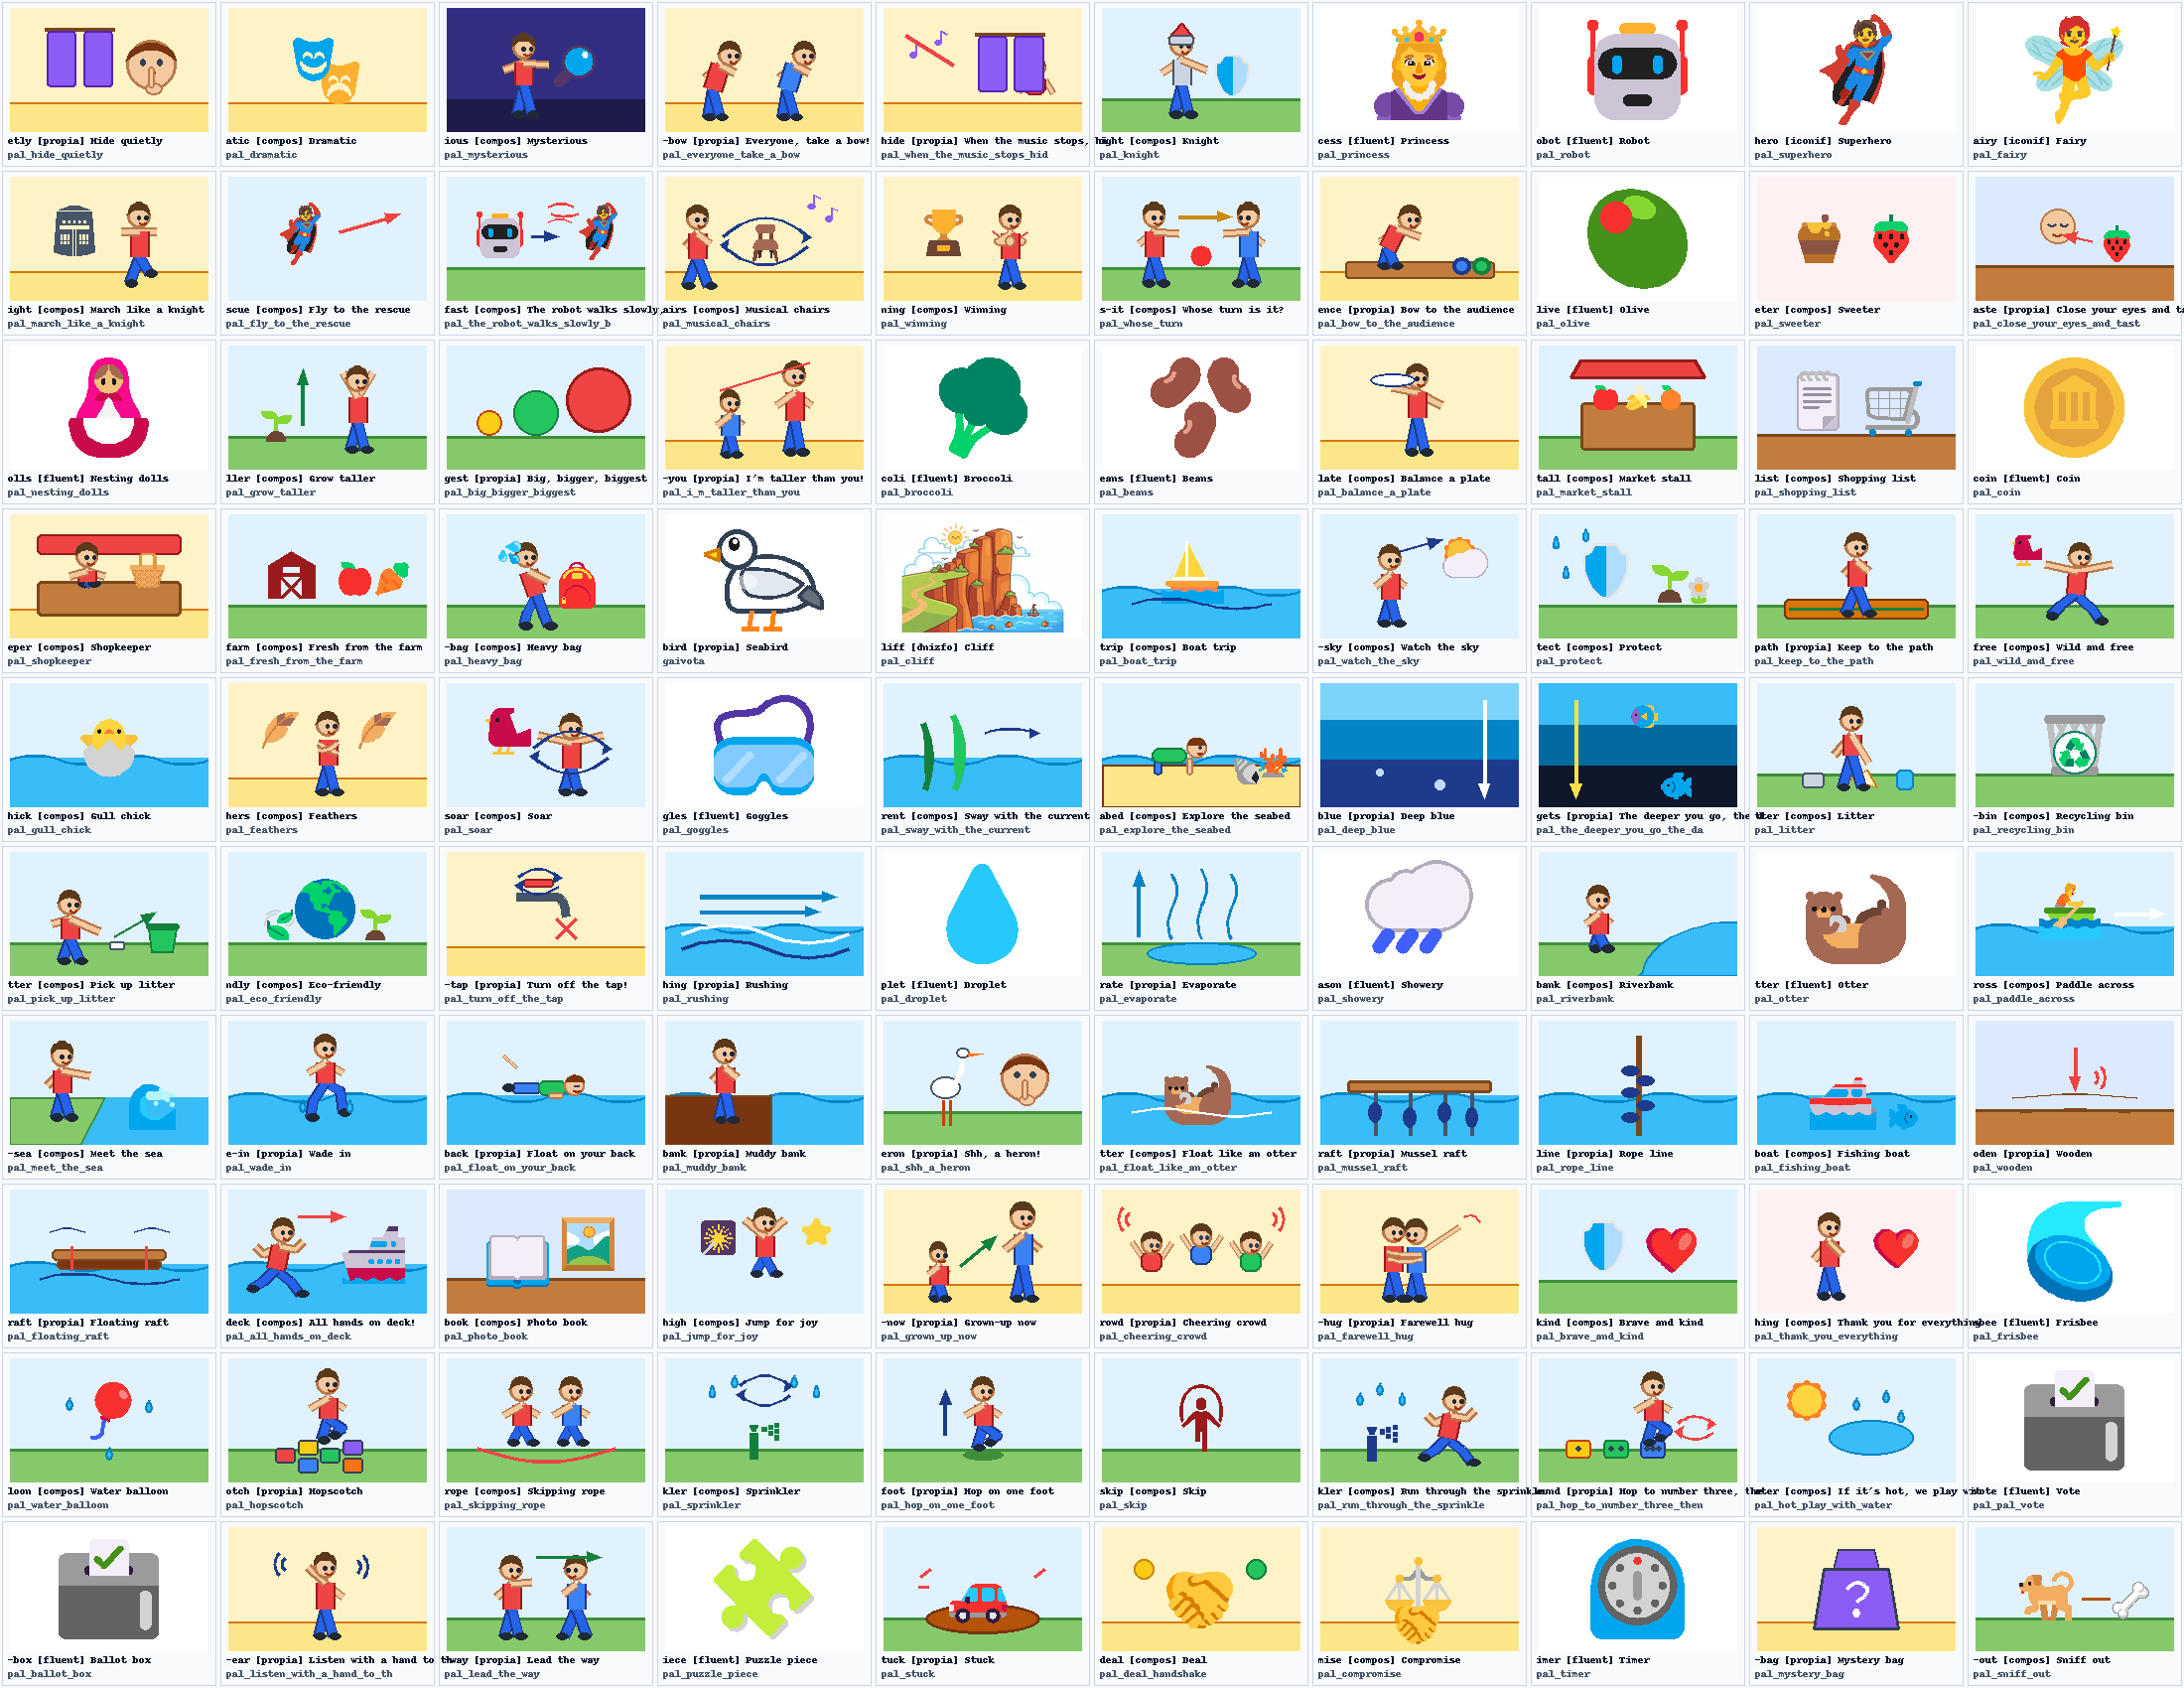 etly [propia] Hide quietly
pal_hide_quietly
atic [compos] Dramatic
pal_dramatic
ious [compos] Mysterious
pal_mysterious
-bow [propia] Everyone, take a bow!
pal_everyone_take_a_bow
hide [propia] When the music stops,
pal_when_the_music_stops_hid
ight [compos] Knight
pal_knight
cess [fluent] Princess
pal_princess
obot [fluent] Robot
pal_robot
hero [iconif] Superhero
pal_superhero
airy [iconif] Fairy
pal_fairy
ight [compos] March like a knight
pal_march_like_a_knight
scue [compos] Fly to the rescue
pal_fly_to_the_rescue
fast [compos] The robot walks slowly,
pal_the_robot_walks_slowly_b
airs [compos] Musical chairs
pal_musical_chairs
ning [compos] Winning
pal_winning
s-it [compos] Whose turn is it?
pal_whose_turn
ence [propia] Bow to the audience
pal_bow_to_the_audience
live [fluent] Olive
pal_olive
eter [compos] Sweeter
pal_sweeter
aste [propia] Close your eyes and ta
pal_close_your_eyes_and_tast
olls [fluent] Nesting dolls
pal_nesting_dolls
ller [compos] Grow taller
pal_grow_taller
gest [propia] Big, bigger, biggest
pal_big_bigger_biggest
-you [propia] I'm taller than you!
pal_i_m_taller_than_you
coli [fluent] Broccoli
pal_broccoli
eans [fluent] Beans
pal_beans
late [compos] Balance a plate
pal_balance_a_plate
tall [compos] Market stall
pal_market_stall
list [compos] Shopping list
pal_shopping_list
coin [fluent] Coin
pal_coin
eper [compos] Shopkeeper
pal_shopkeeper
farm [compos] Fresh from the farm
pal_fresh_from_the_farm
-bag [compos] Heavy bag
pal_heavy_bag
bird [propia] Seabird
gaivota
liff [dnizfo] Cliff
pal_cliff
trip [compos] Boat trip
pal_boat_trip
-sky [compos] Watch the sky
pal_watch_the_sky
tect [compos] Protect
pal_protect
path [propia] Keep to the path
pal_keep_to_the_path
free [compos] Wild and free
pal_wild_and_free
hick [compos] Gull chick
pal_gull_chick
hers [compos] Feathers
pal_feathers
soar [compos] Soar
pal_soar
gles [fluent] Goggles
pal_goggles
rent [compos] Sway with the current
pal_sway_with_the_current
abed [compos] Explore the seabed
pal_explore_the_seabed
blue [propia] Deep blue
pal_deep_blue
gets [propia] The deeper you go, the
pal_the_deeper_you_go_the_da
tter [compos] Litter
pal_litter
-bin [compos] Recycling bin
pal_recycling_bin
tter [compos] Pick up litter
pal_pick_up_litter
ndly [compos] Eco-friendly
pal_eco_friendly
-tap [propia] Turn off the tap!
pal_turn_off_the_tap
hing [propia] Rushing
pal_rushing
plet [fluent] Droplet
pal_droplet
rate [propia] Evaporate
pal_evaporate
ason [fluent] Showery
pal_showery
bank [compos] Riverbank
pal_riverbank
tter [fluent] Otter
pal_otter
ross [compos] Paddle across
pal_paddle_across
-sea [compos] Meet the sea
pal_meet_the_sea
e-in [propia] Wade in
pal_wade_in
back [propia] Float on your back
pal_float_on_your_back
bank [propia] Muddy bank
pal_muddy_bank
eron [propia] Shh, a heron!
pal_shh_a_heron
tter [compos] Float like an otter
pal_float_like_an_otter
raft [propia] Mussel raft
pal_mussel_raft
line [propia] Rope line
pal_rope_line
boat [compos] Fishing boat
pal_fishing_boat
oden [propia] Wooden
pal_wooden
raft [propia] Floating raft
pal_floating_raft
deck [compos] All hands on deck!
pal_all_hands_on_deck
book [compos] Photo book
pal_photo_book
high [compos] Jump for joy
pal_jump_for_joy
-now [propia] Grown-up now
pal_grown_up_now
rowd [propia] Cheering crowd
pal_cheering_crowd
-hug [propia] Farewell hug
pal_farewell_hug
kind [compos] Brave and kind
pal_brave_and_kind
hing [compos] Thank you for everything
pal_thank_you_everything
sbee [fluent] Frisbee
pal_frisbee
loon [compos] Water balloon
pal_water_balloon
otch [propia] Hopscotch
pal_hopscotch
rope [compos] Skipping rope
pal_skipping_rope
kler [compos] Sprinkler
pal_sprinkler
foot [propia] Hop on one foot
pal_hop_on_one_foot
skip [compos] Skip
pal_skip
kler [compos] Run through the sprinkler
pal_run_through_the_sprinkle
[propia] Hop to number three, the
pal_hop_to_number_three_then
[compos] If it's hot, we play
pal_hot_play_with_water
vote [fluent] Vote
pal_pal_vote
-box [fluent] Ballot box
pal_ballot_box
-ear [propia] Listen with a hand to
pal_listen_with_a_hand_to_th
-way [propia] Lead the way
pal_lead_the_way
iece [fluent] Puzzle piece
pal_puzzle_piece
tuck [propia] Stuck
pal_stuck
deal [compos] Deal
pal_deal_handshake
mise [compos] Compromise
pal_compromise
imer [fluent] Timer
pal_timer
?
-bag [propia] Mystery bag
pal_mystery_bag
-out [compos] Sniff out
pal_sniff_out